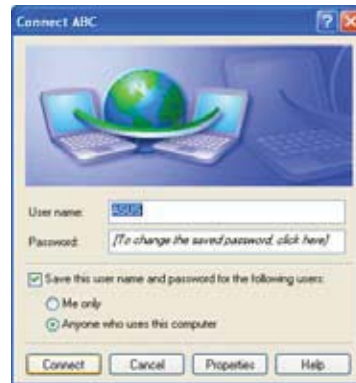 Connect ABC
User name: ASUS
Password: [To change the saved password, click here]
Save this user name and password for the following users:
Me only
Anyone who uses this computer
Connect Cancel Properties Help